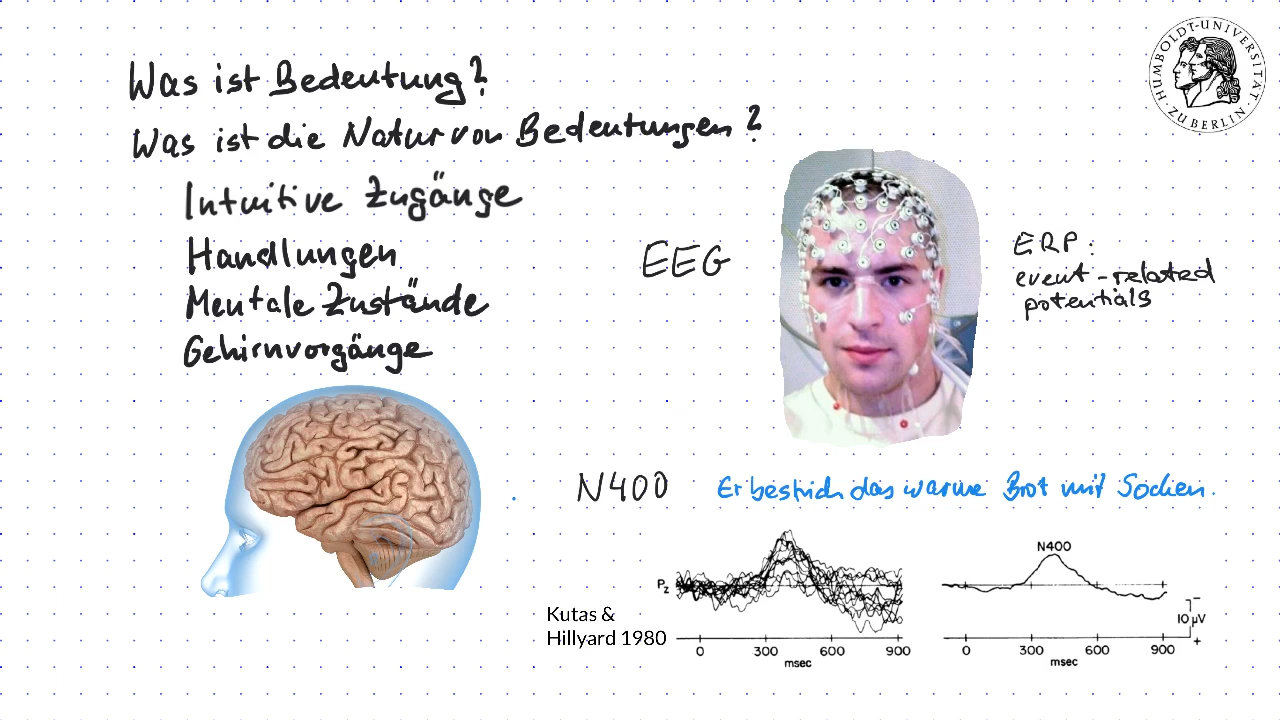 Was ist Bedeutung?
Was ist die Natur von Bedeutungen?
Intuitive Zugänge
Handlungen
Mentale Zustände
Gehirnvorgänge
HUMBOLDT-UNIVERSITÄT ZU BERLIN
EEG
ERP:
event-related
potentials
N400
Er bestrich das warme Brot mit Socken.
Kutas &
Hillyard 1980
Pz
0 300 600 900
msec
N400
10 µV
−
+
0 300 600 900
msec